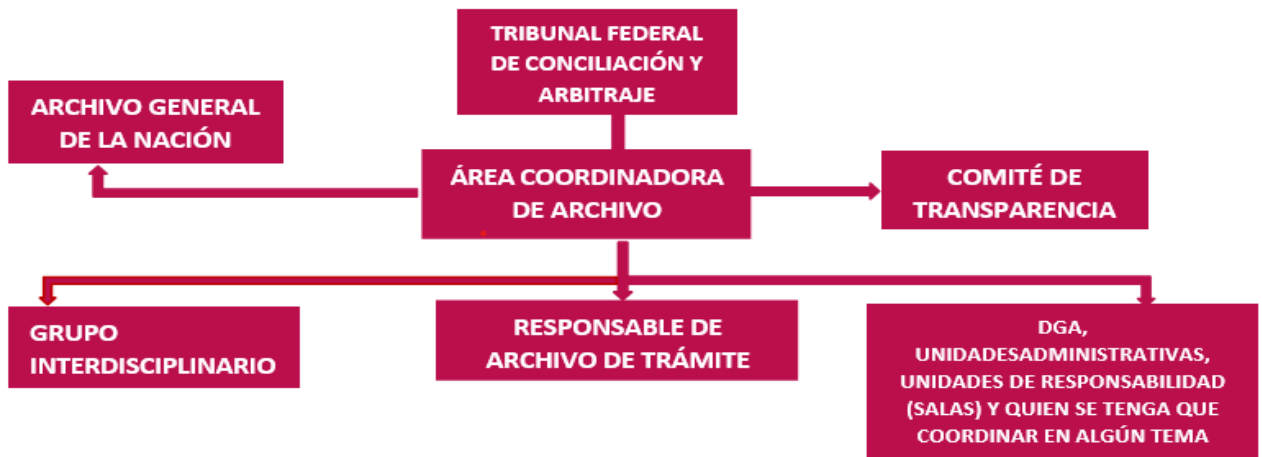 TRIBUNAL FEDERAL
DE CONCILIACIÓN Y
ARBITRAJE
ARCHIVO GENERAL
DE LA NACIÓN
ÁREA COORDINADORA
DE ARCHIVO
COMITÉ DE
TRANSPARENCIA
GRUPO
INTERDISCIPLINARIO
RESPONSABLE DE
ARCHIVO DE TRÁMITE
DGA,
UNIDADESADMINISTRATIVAS,
UNIDADES DE RESPONSABILIDAD
(SALAS) Y QUIEN SE TENGA QUE
COORDINAR EN ALGÚN TEMA